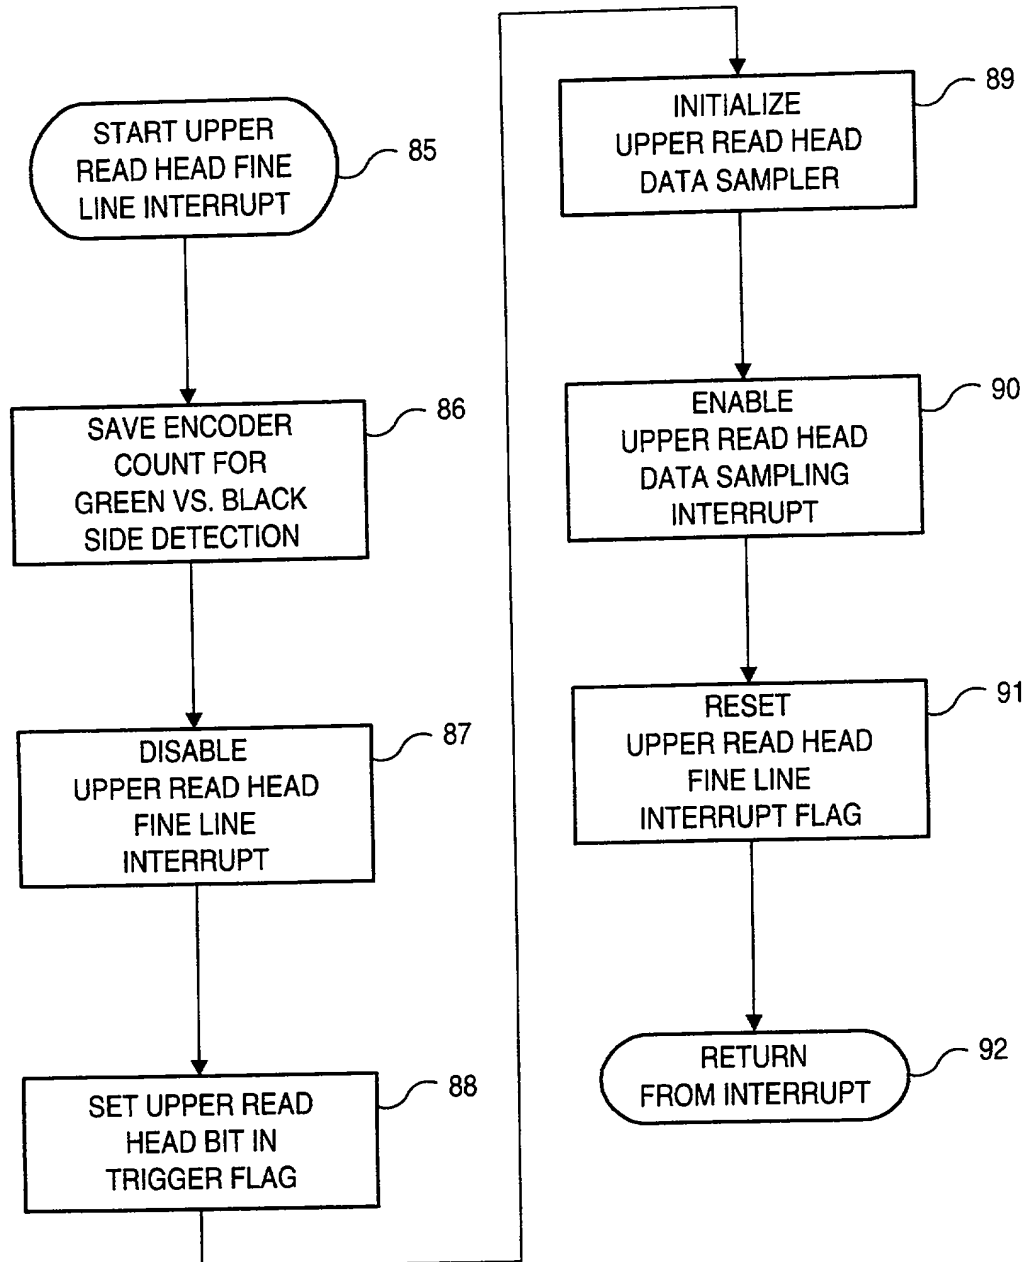 START UPPER
READ HEAD FINE
LINE INTERRUPT
85
SAVE ENCODER
COUNT FOR
GREEN VS. BLACK
SIDE DETECTION
86
DISABLE
UPPER READ HEAD
FINE LINE
INTERRUPT
87
SET UPPER READ
HEAD BIT IN
TRIGGER FLAG
88
INITIALIZE
UPPER READ HEAD
DATA SAMPLER
89
ENABLE
UPPER READ HEAD
DATA SAMPLING
INTERRUPT
90
RESET
UPPER READ HEAD
FINE LINE
INTERRUPT FLAG
91
RETURN
FROM INTERRUPT
92